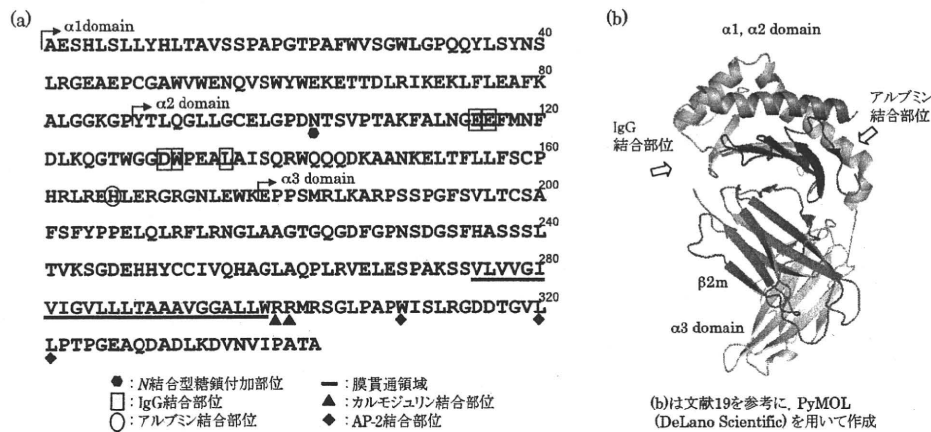 (a)
α1domain
AESHLSLLYHLTAVSSPAPGTPAFWVSGWLGPQQYLSYNS 40
LRGEAEPCGAWVWENQVSWYWEKETTDLRIKEKLFLEAFK 80
α2 domain
ALGGKGPYTLQGLLGCELGPDNTSVPTAKFALNGEEFMNF 120
DLKQGTWGGDWPEALAISQRWQQQDKAANKELTFLLFSCP 160
α3 domain
HRLREHLERGRGNLEWKEPPSMRLKARPSSPGFSVLTCSA 200
FSFYPPELQLRFLRNGLAAGTGQGDFGPNSDGSFHASSSL 240
TVKSGDEHHYCCIVQHAGLAQPLRVELESPAKSSVLVVGI 280
VIGVLLLTAAAVGGALLWRRMRSGLPAPWISLRGDDTGVL 320
LPTPGEAQDADLKDVNVIPATA
: N結合型糖鎖付加部位
: 膜貫通領域
: IgG結合部位
: カルモジュリン結合部位
: アルブミン結合部位
: AP-2結合部位
(b)
α1, α2 domain
アルブミン
結合部位
IgG
結合部位
β2m
α3 domain
(b)は文献19を参考に, PyMOL
(DeLano Scientific) を用いて作成